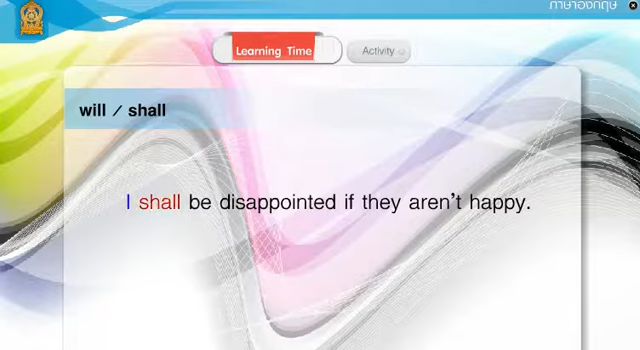 ภาษาอังกฤษ
Learning Time
Activity
will / shall
I shall be disappointed if they aren't happy.